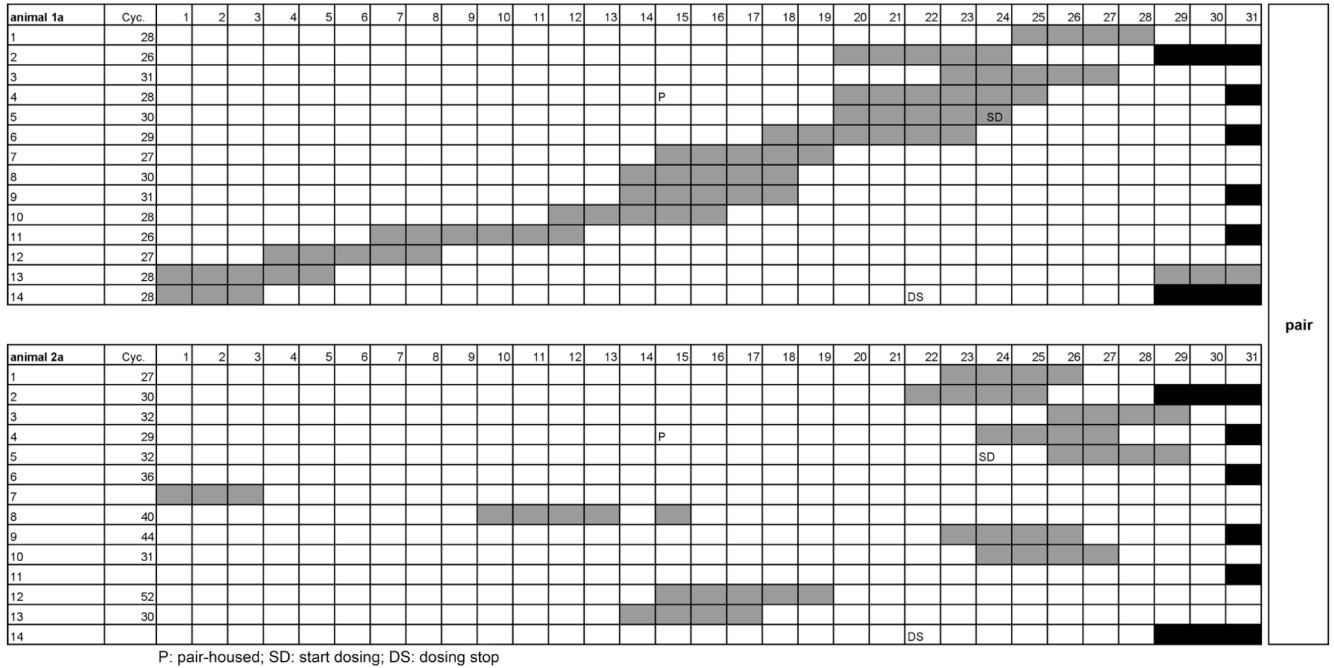 animal 1a Cyc. 1 2 3 4 5 6 7 8 9 10 11 12 13 14 15 16 17 18 19 20 21 22 23 24 25 26 27 28 29 30 31
1 28
2 26
3 31
4 28 P
5 30 SD
6 29
7 27
8 30
9 31
10 28
11 26
12 27
13 28
14 28 DS
pair
animal 2a Cyc. 1 2 3 4 5 6 7 8 9 10 11 12 13 14 15 16 17 18 19 20 21 22 23 24 25 26 27 28 29 30 31
1 27
2 30
3 32
4 29 P
5 32 SD
6 36
7
8 40
9 44
10 31
11
12 52
13 30
14 DS
P: pair-housed; SD: start dosing; DS: dosing stop